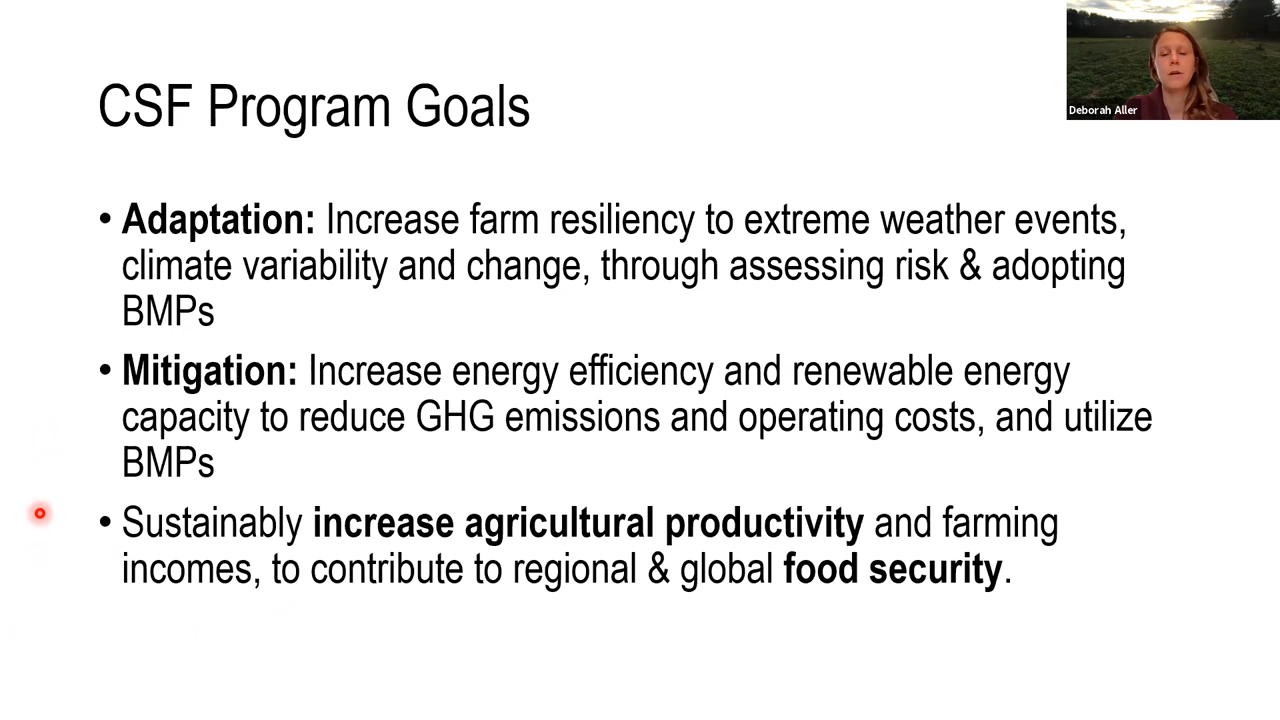 CSF Program Goals
Deborah Aller
• Adaptation: Increase farm resiliency to extreme weather events,
climate variability and change, through assessing risk & adopting
BMPs
• Mitigation: Increase energy efficiency and renewable energy
capacity to reduce GHG emissions and operating costs, and utilize
BMPs
• Sustainably increase agricultural productivity and farming
incomes, to contribute to regional & global food security.